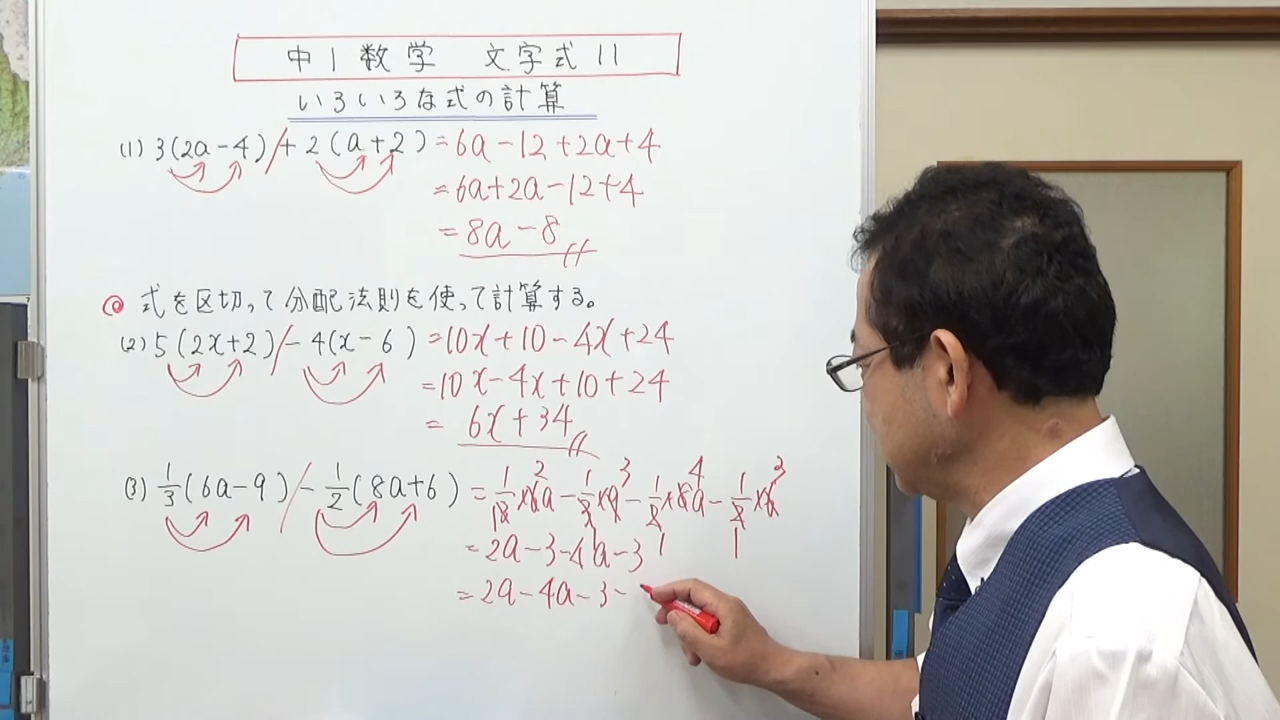 中1数学 文字式11
いろいろな式の計算
(1) 3(2a-4)/+2(a+2)=6a-12+2a+4
=6a+2a-12+4
=8a-8
◎ 式を区切って分配法則を使って計算する。
(2) 5(2x+2)/-4(x-6)=10x+10-4x+24
=10x-4x+10+24
= 6x+34
(3) 1/3(6a-9)/-1/2(8a+6)=1/3×6a-1/3×9-1/2×8a-1/2×6
=2a-3-4a-3
=2a-4a-3-